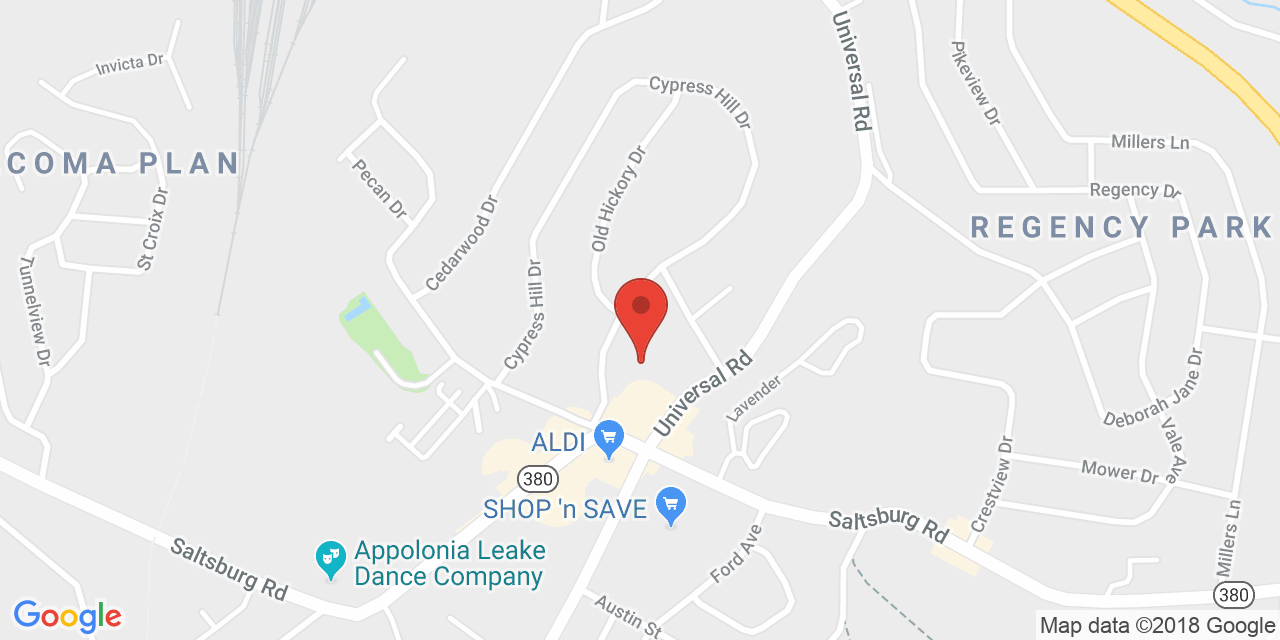 Invicta Dr
COMA PLAN
St Croix Dr
Tunnelview Dr
Pecan Dr
Cedarwood Dr
Cypress Hill Dr
Old Hickory Dr
Cypress Hill Dr
Universal Rd
Pikeview Dr
Millers Ln
Regency Dr
REGENCY PARK
Universal Rd
Lavender
Deborah Jane Dr
Vale Ave
Mower Dr
Crestview Dr
Millers Ln
ALDI
380
SHOP 'n SAVE
Saltsburg Rd
Ford Ave
Austin St
Saltsburg Rd
Appolonia Leake
Dance Company
380
Google
Map data ©2018 Google